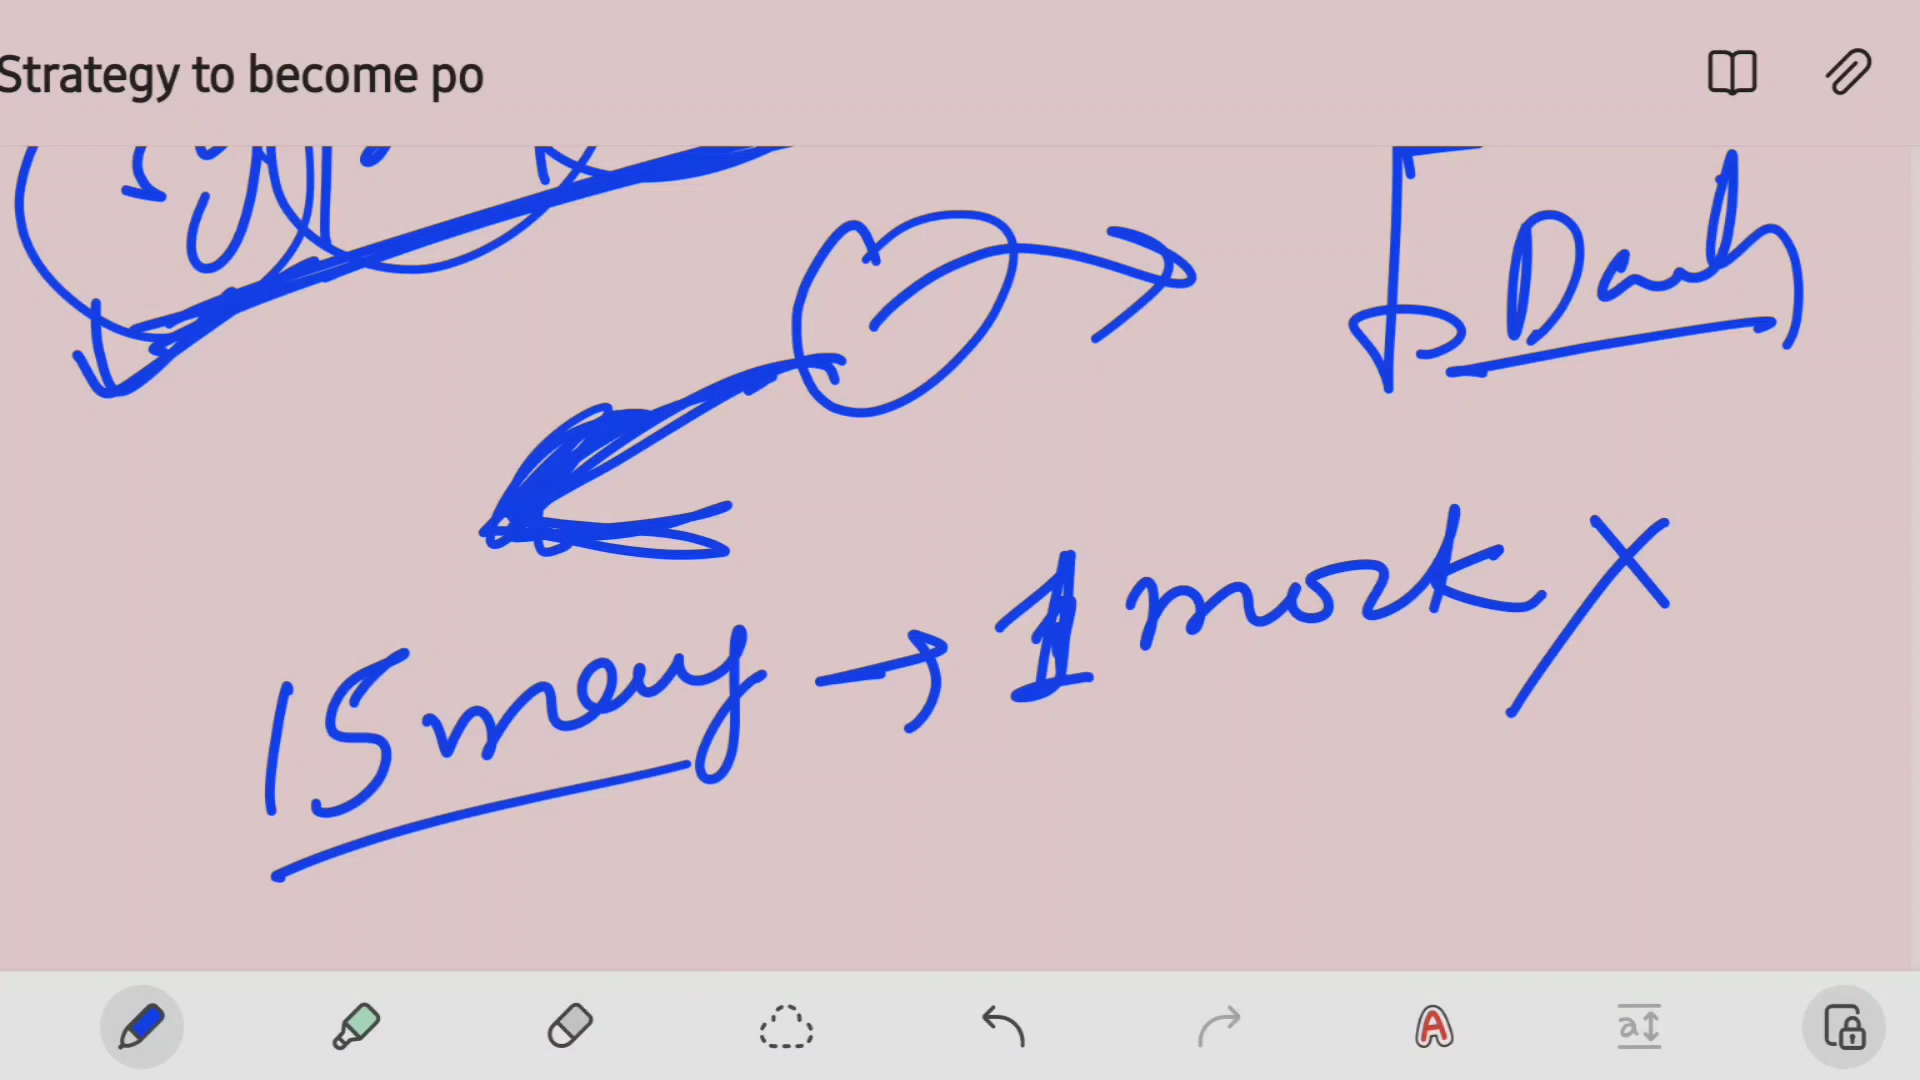 Strategy to become po
Daily
15 may → 1 mock X